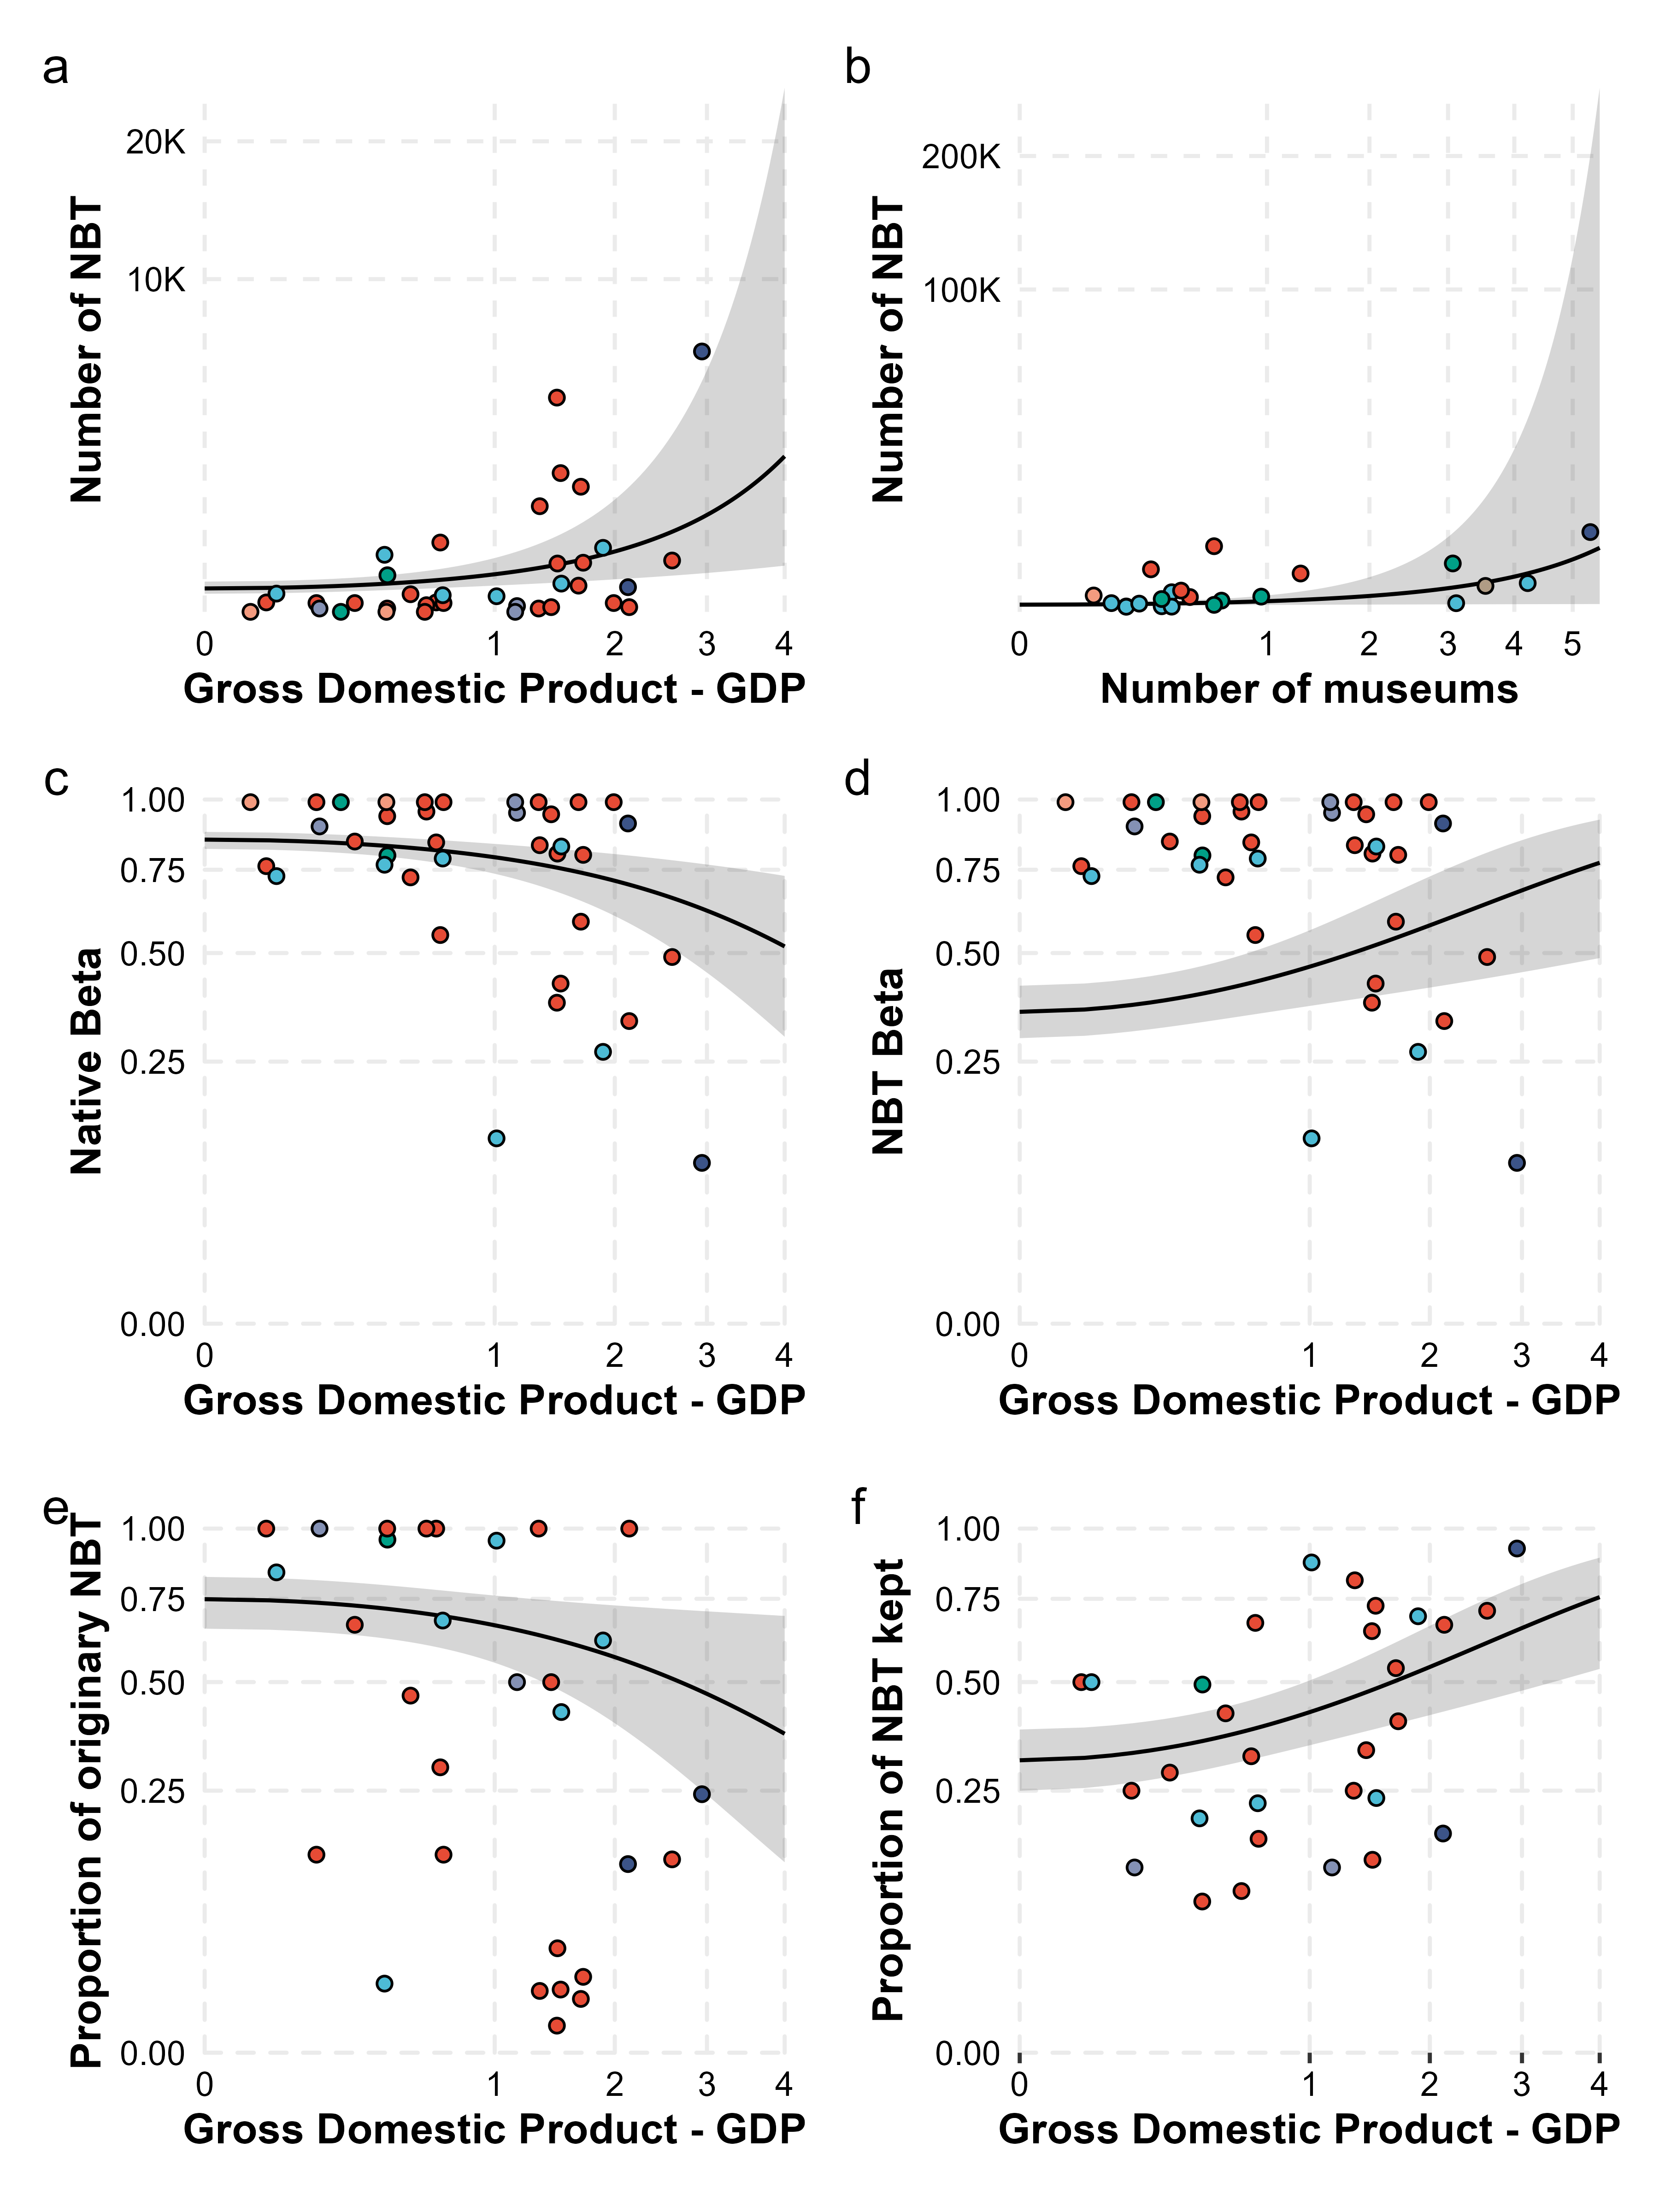 a
20K
10K
Number of NBT
0 1 2 3 4
Gross Domestic Product - GDP
b
200K
100K
Number of NBT
0 1 2 3 4 5
Number of museums
c
1.00
0.75
0.50
0.25
0.00
Native Beta
0 1 2 3 4
Gross Domestic Product - GDP
d
1.00
0.75
0.50
0.25
0.00
NBT Beta
0 1 2 3 4
Gross Domestic Product - GDP
e
1.00
0.75
0.50
0.25
0.00
Proportion of originary NBT
0 1 2 3 4
Gross Domestic Product - GDP
f
1.00
0.75
0.50
0.25
0.00
Proportion of NBT kept
0 1 2 3 4
Gross Domestic Product - GDP